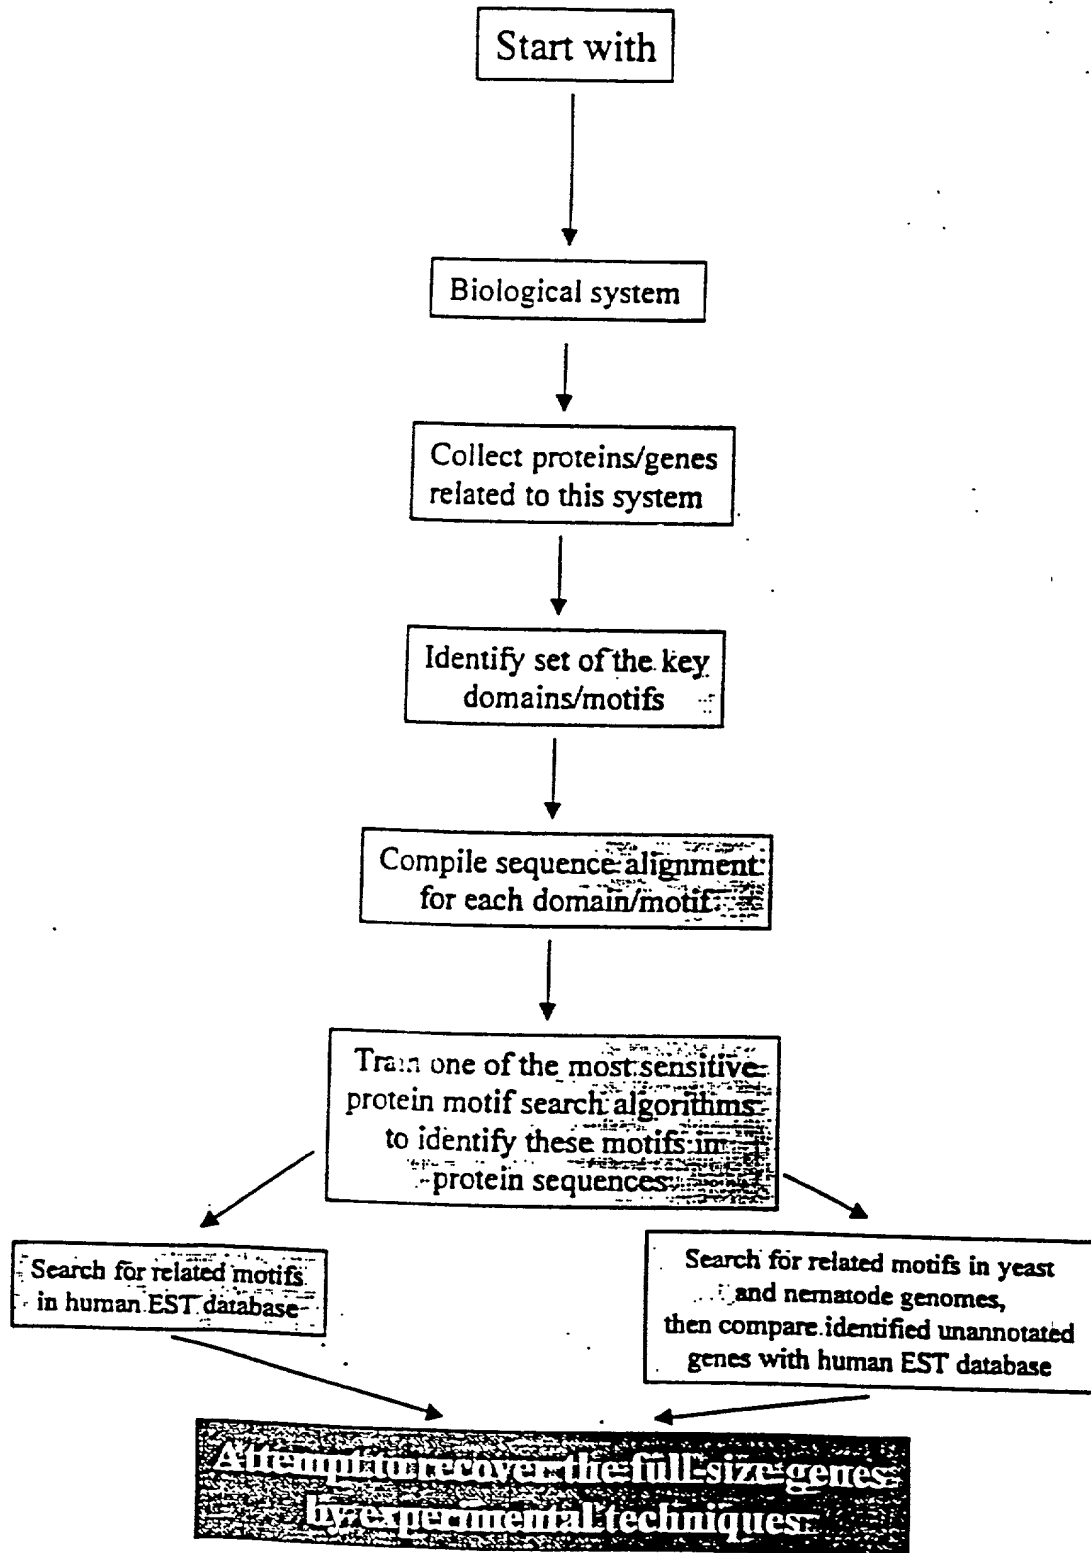 Start with
Biological system
Collect proteins/genes
related to this system
Identify set of the key
domains/motifs
Compile sequence alignment
for each domain/motif
Train one of the most sensitive
protein motif search algorithms
to identify these motifs in
protein sequences
Search for related motifs
in human EST database
Search for related motifs in yeast
and nematode genomes,
then compare identified unannotated
genes with human EST database
Attempt to recover the full-size genes
by experimental techniques